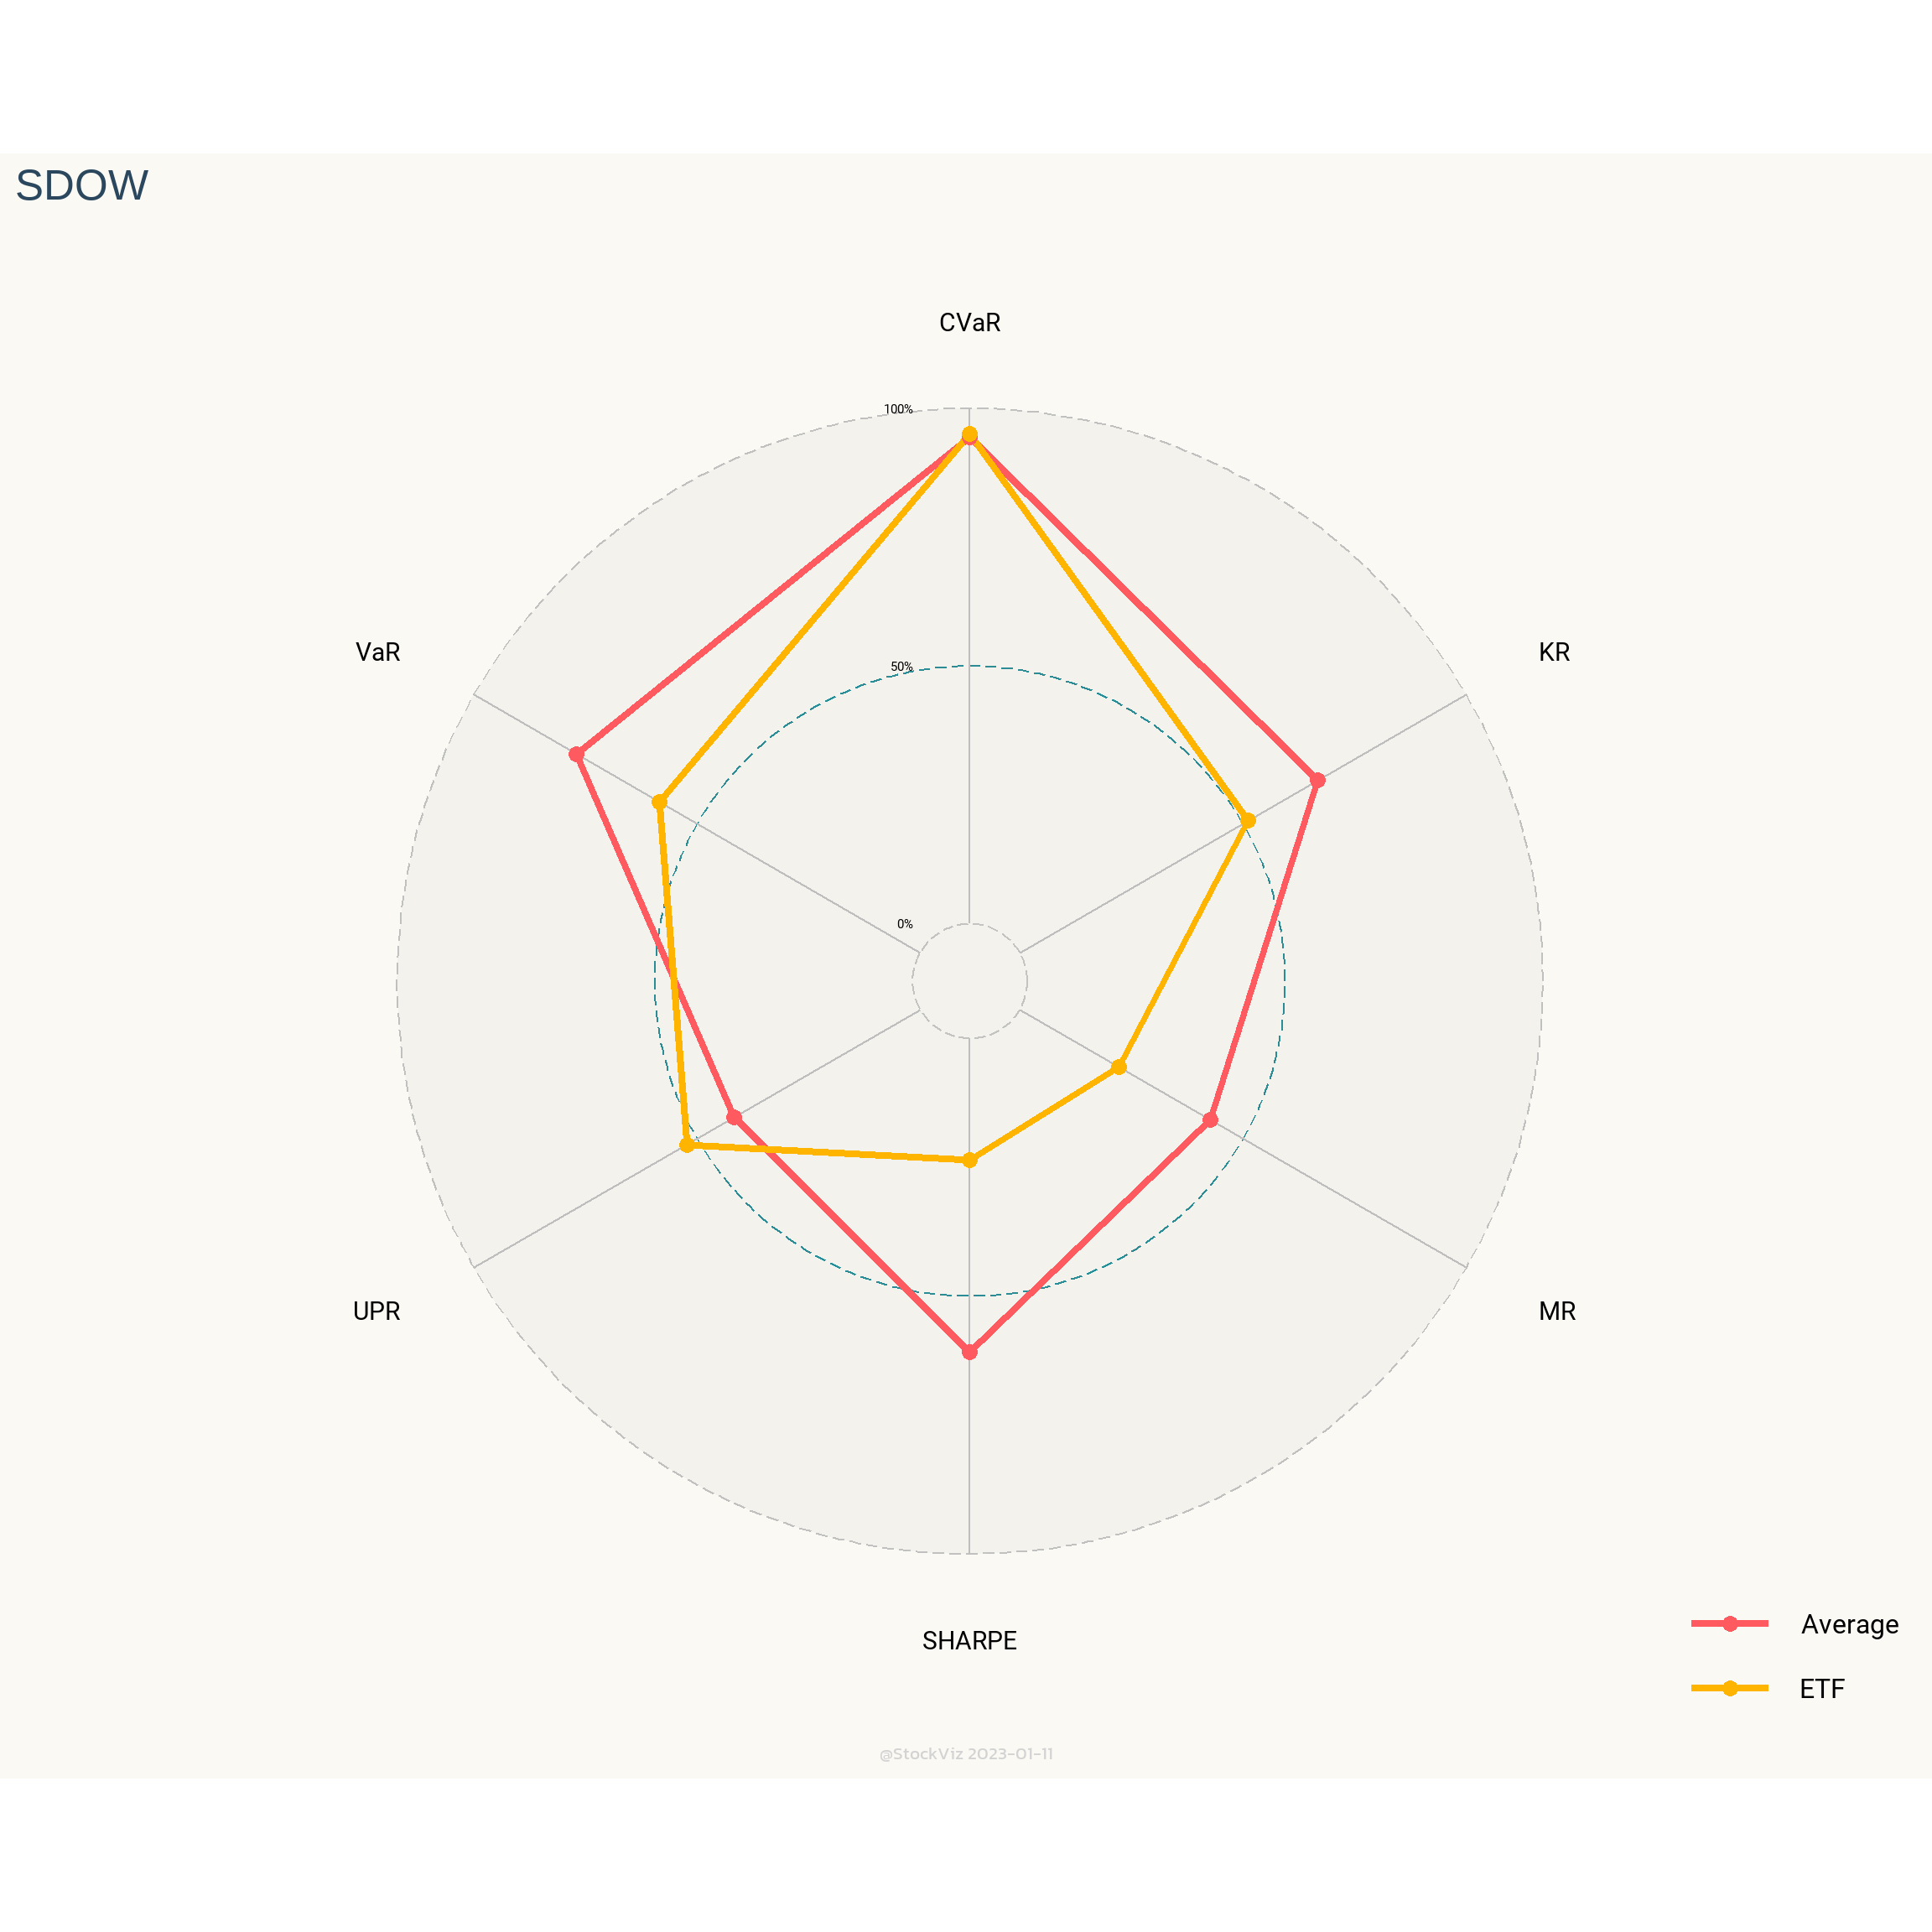 SDOW
CVaR
100%
KR
VaR
50%
0%
UPR
MR
SHARPE
Average
ETF
@StockViz 2023-01-11